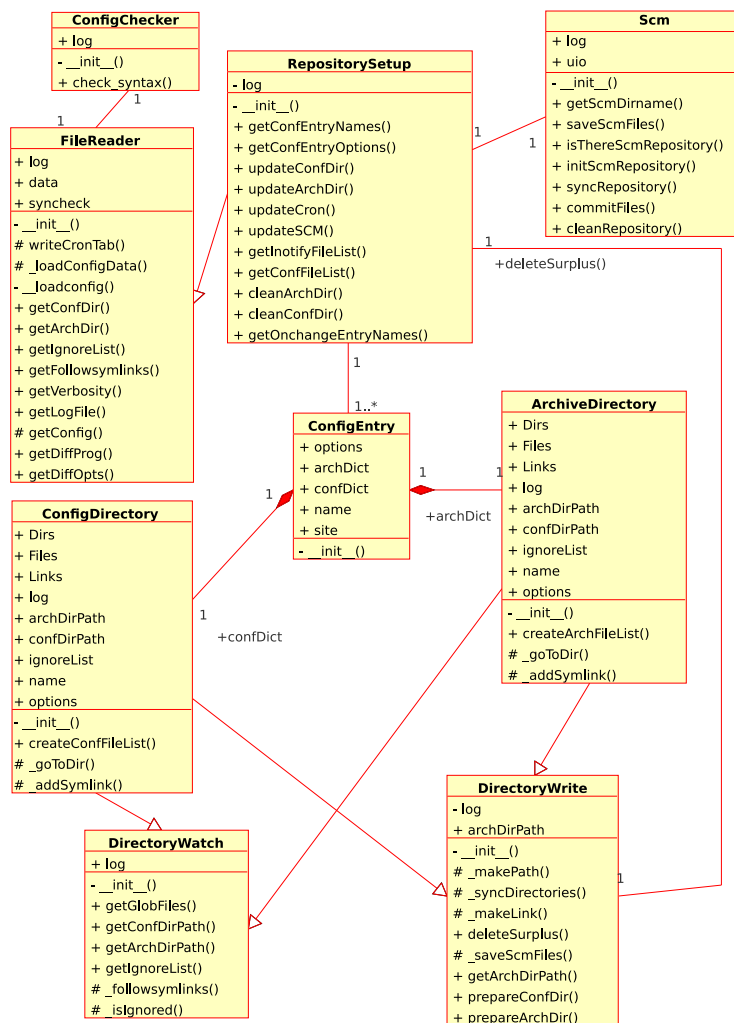 ConfigChecker
+ log
- __init__()
+ check_syntax()
1
1
FileReader
+ log
+ data
+ syncheck
- __init__()
# writeCronTab()
# _loadConfigData()
- __loadconfig()
+ getConfDir()
+ getArchDir()
+ getIgnoreList()
+ getFollowsymlinks()
+ getVerbosity()
+ getLogFile()
# getConfig()
+ getDiffProg()
+ getDiffOpts()
RepositorySetup
- log
- __init__()
+ getConfEntryNames()
+ getConfEntryOptions()
+ updateConfDir()
+ updateArchDir()
+ updateCron()
+ updateSCM()
+ getInotifyFileList()
+ getConfFileList()
+ cleanArchDir()
+ cleanConfDir()
+ getOnchangeEntryNames()
1
1
Scm
+ log
+ uio
- __init__()
+ getScmDirname()
+ saveScmFiles()
+ isThereScmRepository()
+ initScmRepository()
+ syncRepository()
+ commitFiles()
+ cleanRepository()
1
+deleteSurplus()
1
1..*
ConfigEntry
+ options
+ archDict
+ confDict
+ name
+ site
- __init__()
1
1
+archDict
1
1
+confDict
ArchiveDirectory
+ Dirs
+ Files
+ Links
+ log
+ archDirPath
+ confDirPath
+ ignoreList
+ name
+ options
- __init__()
+ createArchFileList()
# _goToDir()
# _addSymlink()
ConfigDirectory
+ Dirs
+ Files
+ Links
+ log
+ archDirPath
+ confDirPath
+ ignoreList
+ name
+ options
- __init__()
+ createConfFileList()
# _goToDir()
# _addSymlink()
DirectoryWatch
+ log
- __init__()
+ getGlobFiles()
+ getConfDirPath()
+ getArchDirPath()
+ getIgnoreList()
# _followsymlinks()
# _isIgnored()
DirectoryWrite
- log
+ archDirPath
- __init__()
# _makePath()
# _syncDirectories()
# _makeLink()
+ deleteSurplus()
# _saveScmFiles()
+ getArchDirPath()
+ prepareConfDir()
+ prepareArchDir()
1